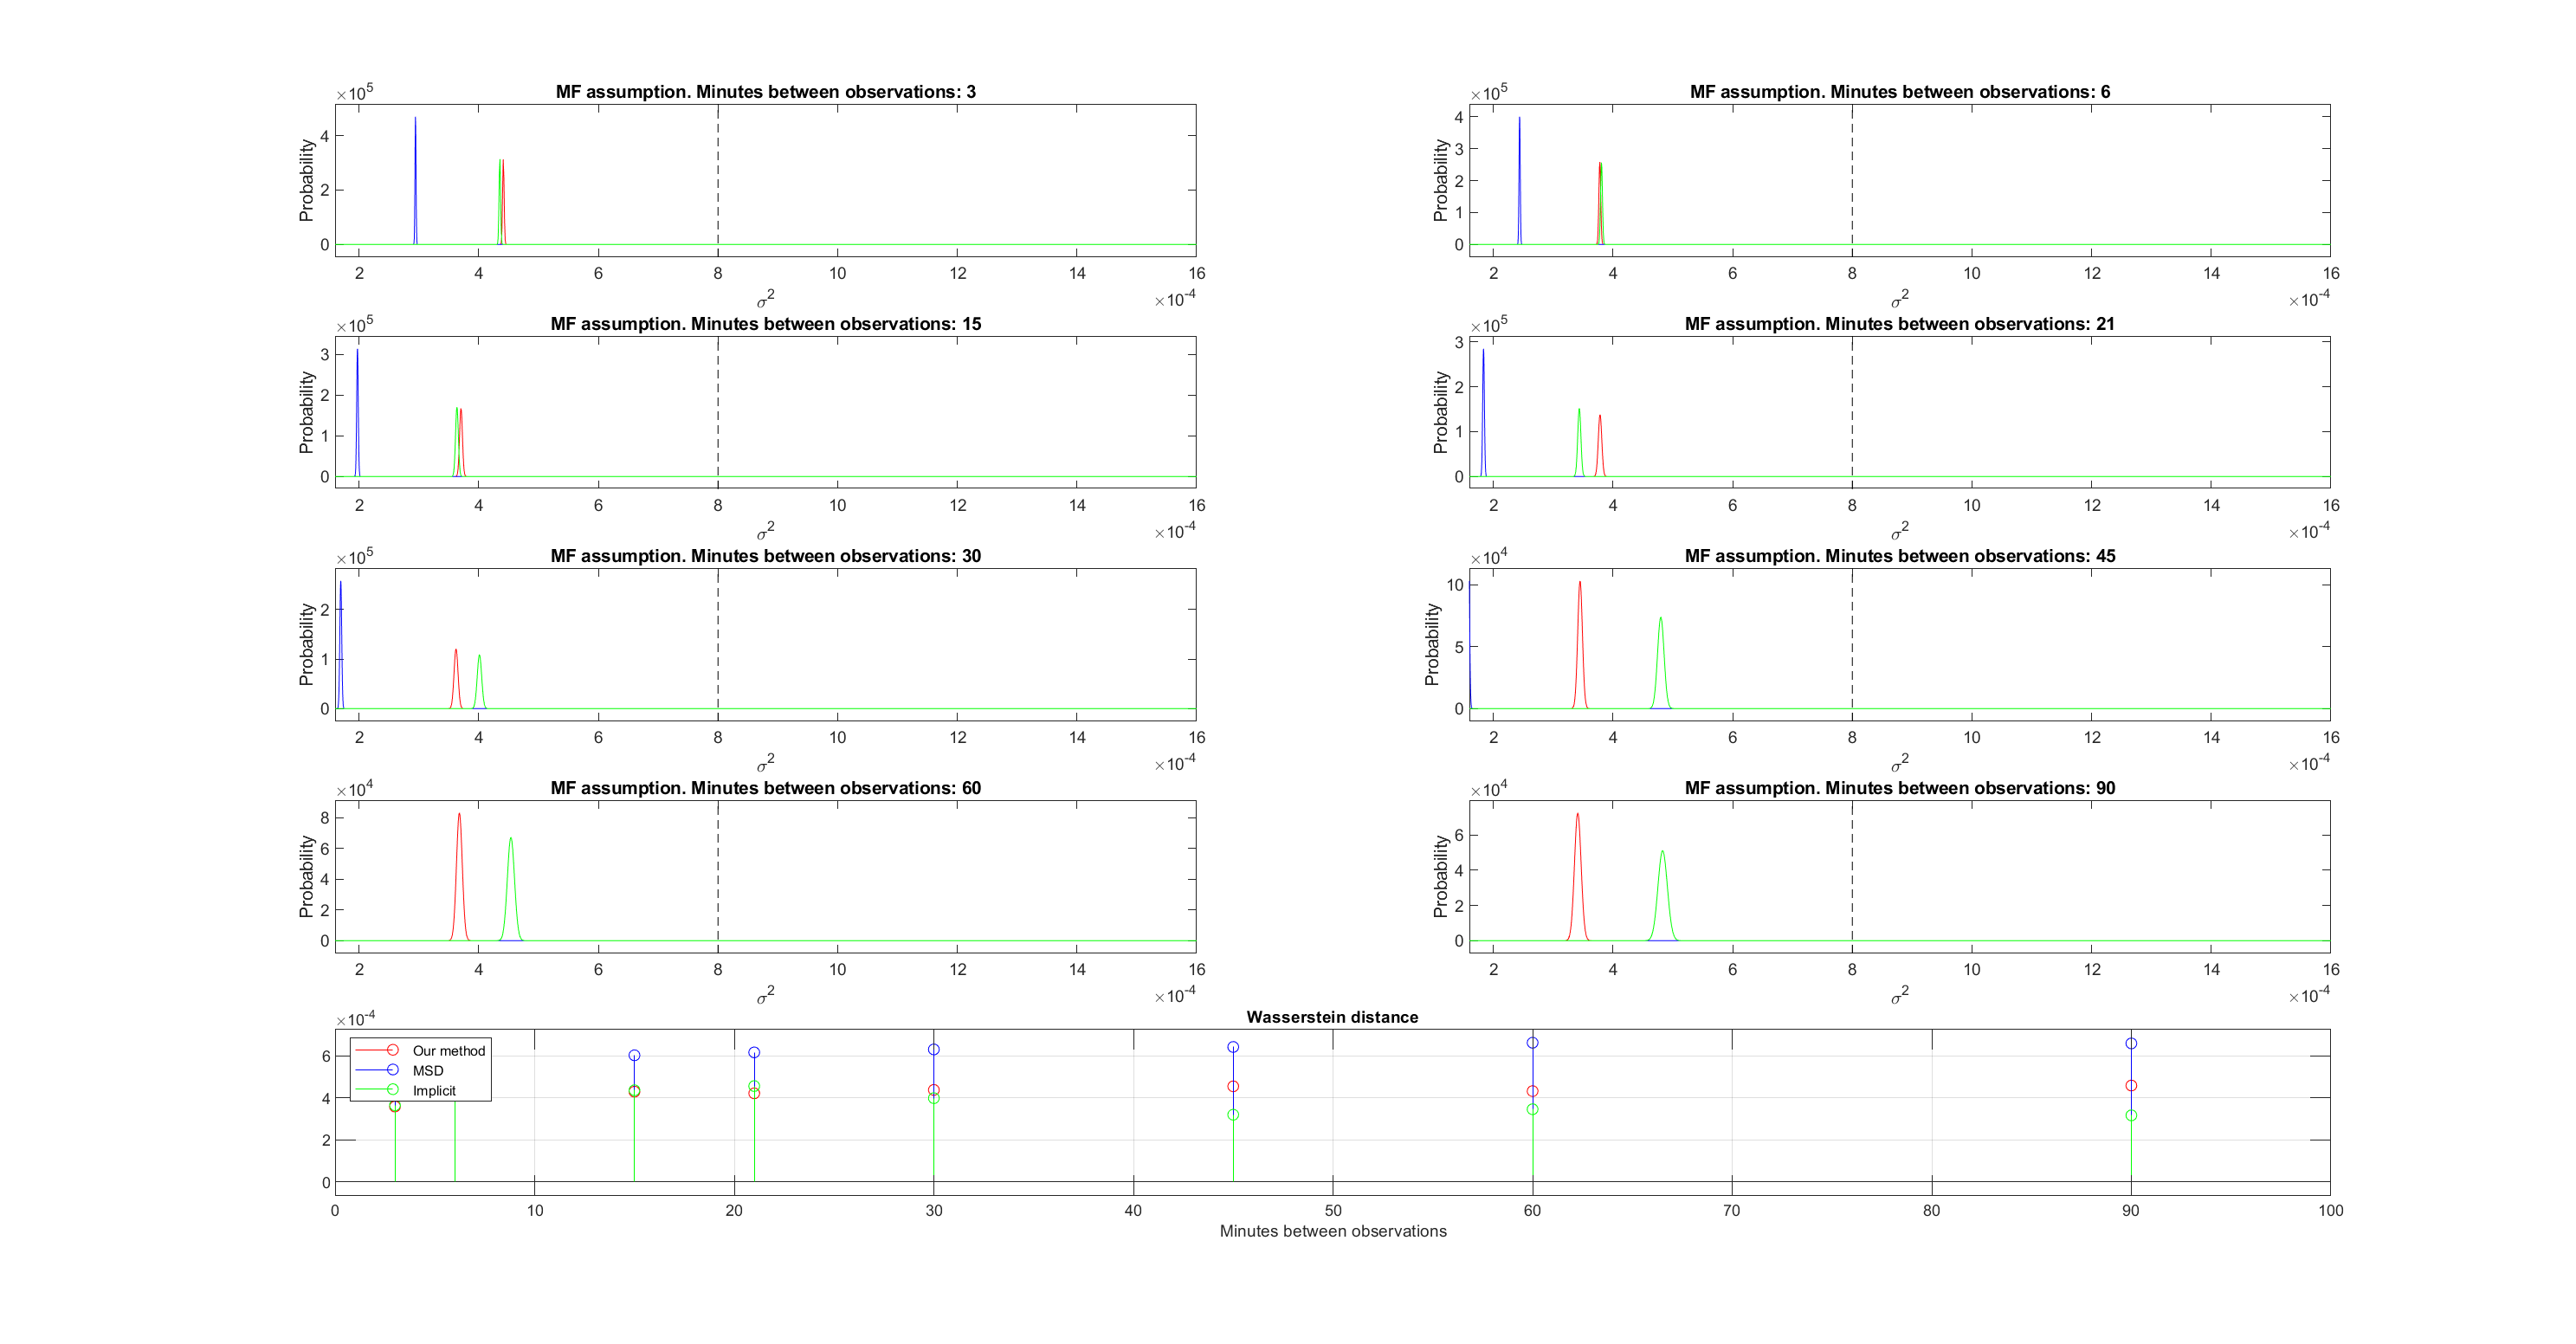 MF assumption. Minutes between observations: 3
×10^5
Probability
4
2
0
2 4 6 8 10 12 14 16
σ^2
×10^-4
MF assumption. Minutes between observations: 6
×10^5
Probability
4
3
2
1
0
2 4 6 8 10 12 14 16
σ^2
×10^-4
MF assumption. Minutes between observations: 15
×10^5
Probability
3
2
1
0
2 4 6 8 10 12 14 16
σ^2
×10^-4
MF assumption. Minutes between observations: 21
×10^5
Probability
3
2
1
0
2 4 6 8 10 12 14 16
σ^2
×10^-4
MF assumption. Minutes between observations: 30
×10^5
Probability
2
1
0
2 4 6 8 10 12 14 16
σ^2
×10^-4
MF assumption. Minutes between observations: 45
×10^4
Probability
10
5
0
2 4 6 8 10 12 14 16
σ^2
×10^-4
MF assumption. Minutes between observations: 60
×10^4
Probability
8
6
4
2
0
2 4 6 8 10 12 14 16
σ^2
×10^-4
MF assumption. Minutes between observations: 90
×10^4
Probability
6
4
2
0
2 4 6 8 10 12 14 16
σ^2
×10^-4
Wasserstein distance
×10^-4
6
4
2
0
Our method
MSD
Implicit
0 10 20 30 40 50 60 70 80 90 100
Minutes between observations